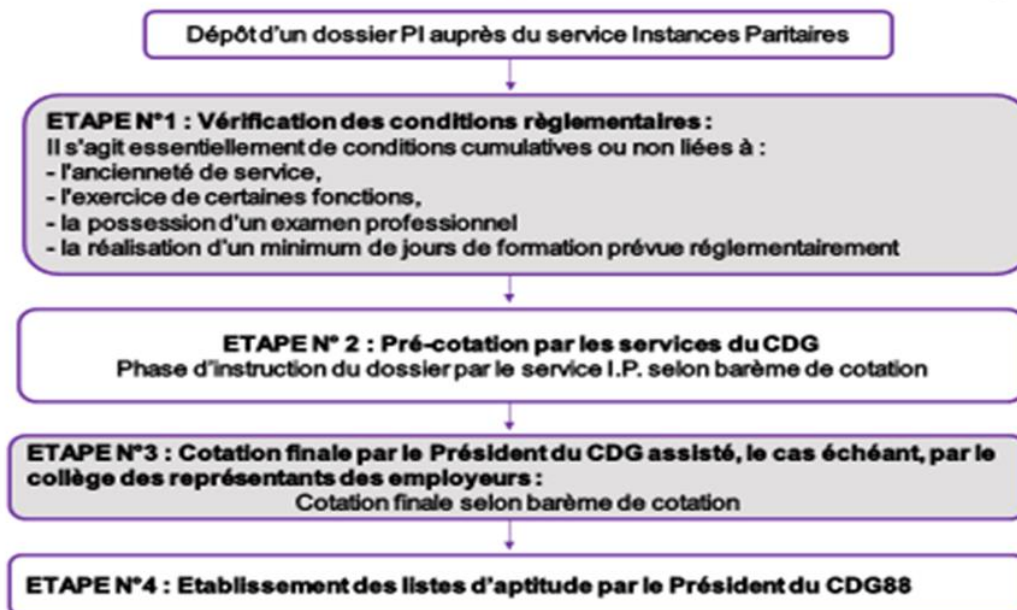 Dépôt d'un dossier PI auprès du service Instances Paritaires
ETAPE N°1 : Vérification des conditions règlementaires :
Il s'agit essentiellement de conditions cumulatives ou non liées à :
- l'ancienneté de service,
- l'exercice de certaines fonctions,
- la possession d'un examen professionnel
- la réalisation d'un minimum de jours de formation prévue réglementairement
ETAPE N° 2 : Pré-cotation par les services du CDG
Phase d'instruction du dossier par le service I.P. selon barème de cotation
ETAPE N°3 : Cotation finale par le Président du CDG assisté, le cas échéant, par le
collège des représentants des employeurs :
Cotation finale selon barème de cotation
ETAPE N°4 : Etablissement des listes d'aptitude par le Président du CDG88